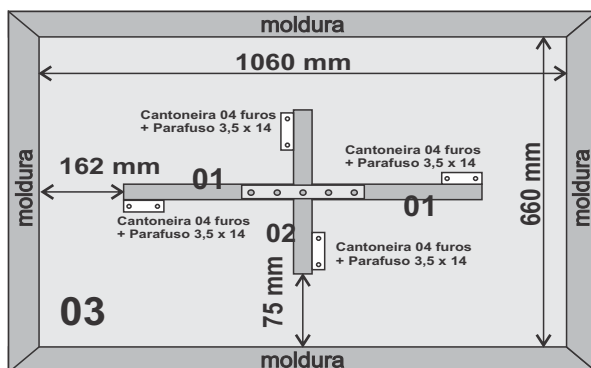 moldura
1060 mm
Cantoneira 04 furos
+ Parafuso 3,5 x 14
Cantoneira 04 furos
+ Parafuso 3,5 x 14
162 mm
01
moldura
moldura
660 mm
01
Cantoneira 04 furos
+ Parafuso 3,5 x 14
02
Cantoneira 04 furos
+ Parafuso 3,5 x 14
75 mm
03
moldura